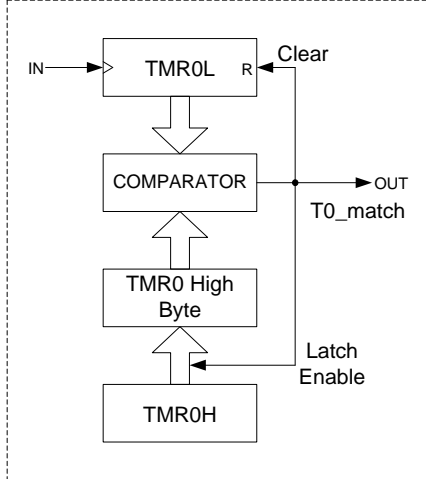 Clear
IN
TMR0L
R
COMPARATOR
OUT
T0_match
TMR0 High
Byte
Latch
Enable
TMR0H